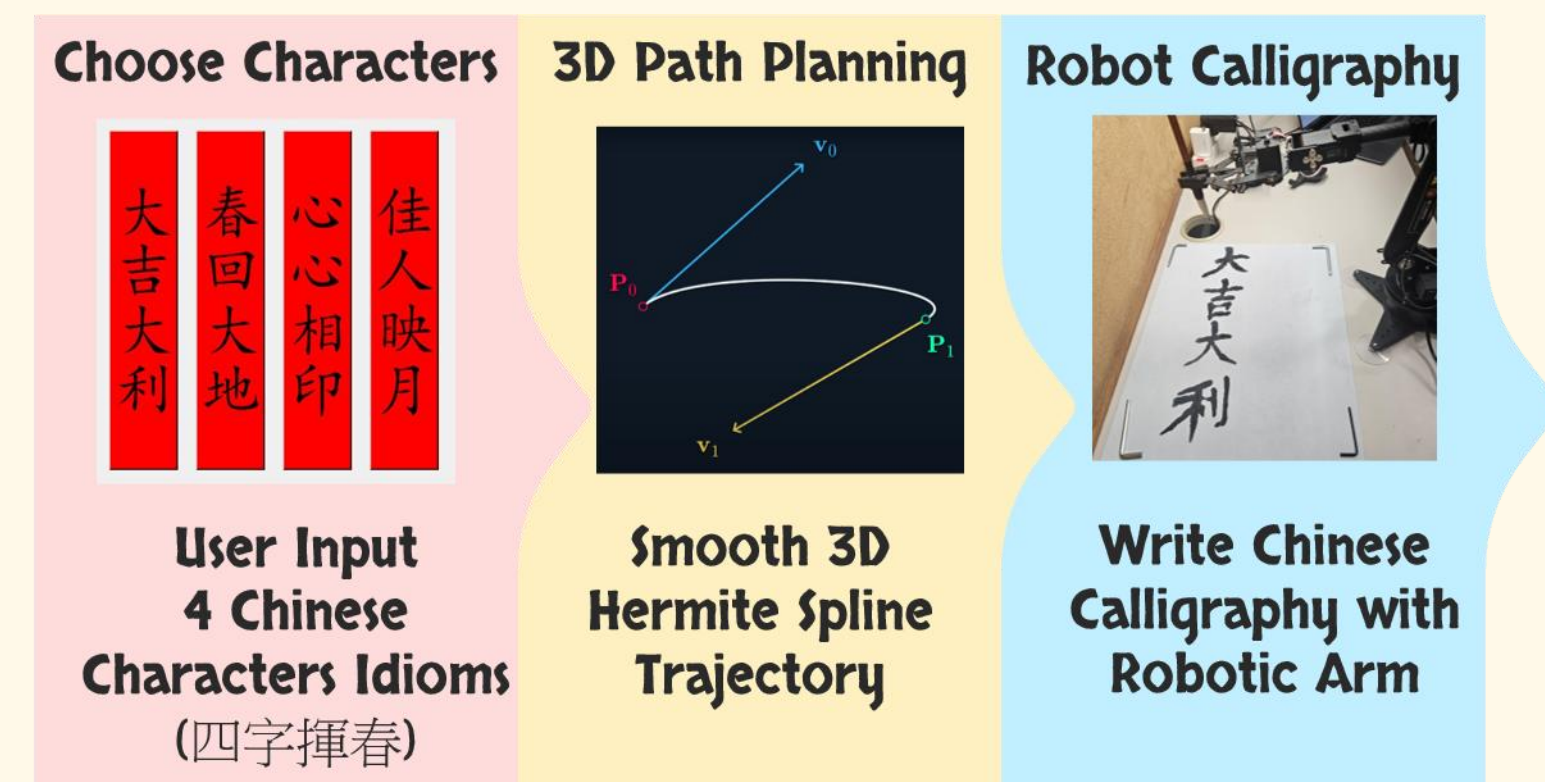 Choose Characters
大吉大利
春回大地
心心相印
佳人映月
User Input
4 Chinese
Characters Idioms
(四字揮春)
3D Path Planning
v₀
P₀
P₁
v₁
Smooth 3D
Hermite Spline
Trajectory
Robot Calligraphy
大吉大利
Write Chinese
Calligraphy with
Robotic Arm